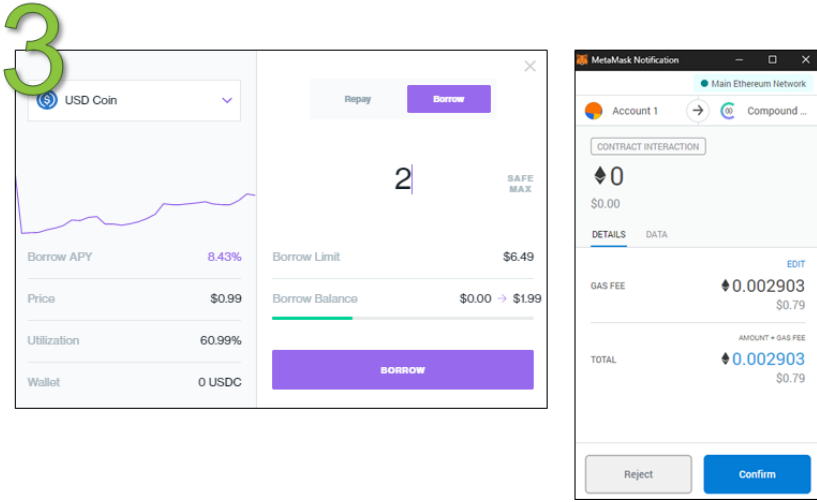 3
USD Coin
Repay Borrow
2
SAFE
MAX
Borrow APY 8.43%
Price $0.99
Utilization 60.99%
Wallet 0 USDC
Borrow Limit $6.49
Borrow Balance $0.00 → $1.99
BORROW
MetaMask Notification
Main Ethereum Network
Account 1 Compound ...
CONTRACT INTERACTION
0
$0.00
DETAILS DATA
EDIT
GAS FEE 0.002903
$0.79
AMOUNT + GAS FEE
TOTAL 0.002903
$0.79
Reject Confirm